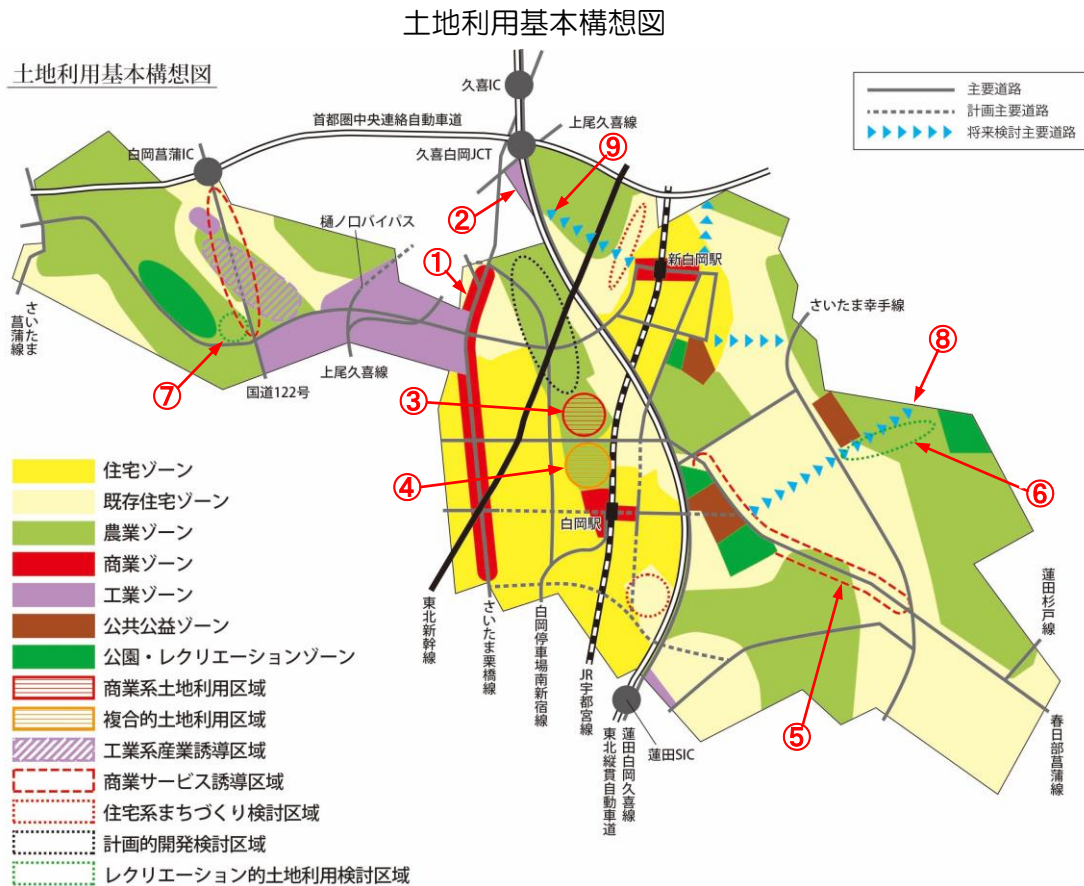 土地利用基本構想図
土地利用基本構想図
主要道路
計画主要道路
将来検討主要道路
久喜IC
首都圏中央連絡自動車道
上尾久喜線
久喜白岡JCT
⑨
白岡菖蒲IC
②
樋ノ口バイパス
①
新白岡駅
さいたま菖蒲線
さいたま幸手線
⑧
⑦
国道122号
上尾久喜線
③
④
⑥
白岡駅
⑤
東北新幹線
さいたま栗橋線
白岡停車場南新宿線
JR宇都宮線
東北縦貫自動車道
蓮田白岡久喜線
蓮田SIC
蓮田杉戸線
春日部菖蒲線
住宅ゾーン
既存住宅ゾーン
農業ゾーン
商業ゾーン
工業ゾーン
公共公益ゾーン
公園・レクリエーションゾーン
商業系土地利用区域
複合的土地利用区域
工業系産業誘導区域
商業サービス誘導区域
住宅系まちづくり検討区域
計画的開発検討区域
レクリエーション的土地利用検討区域